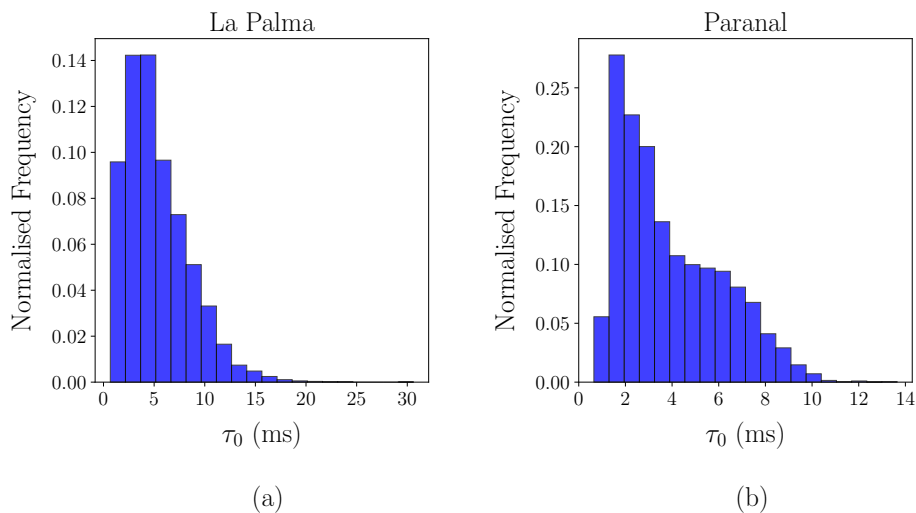 La Palma
Normalised Frequency
0.14
0.12
0.10
0.08
0.06
0.04
0.02
0.00
0 5 10 15 20 25 30
τ₀ (ms)
(a)
Paranal
Normalised Frequency
0.25
0.20
0.15
0.10
0.05
0.00
0 2 4 6 8 10 12 14
τ₀ (ms)
(b)